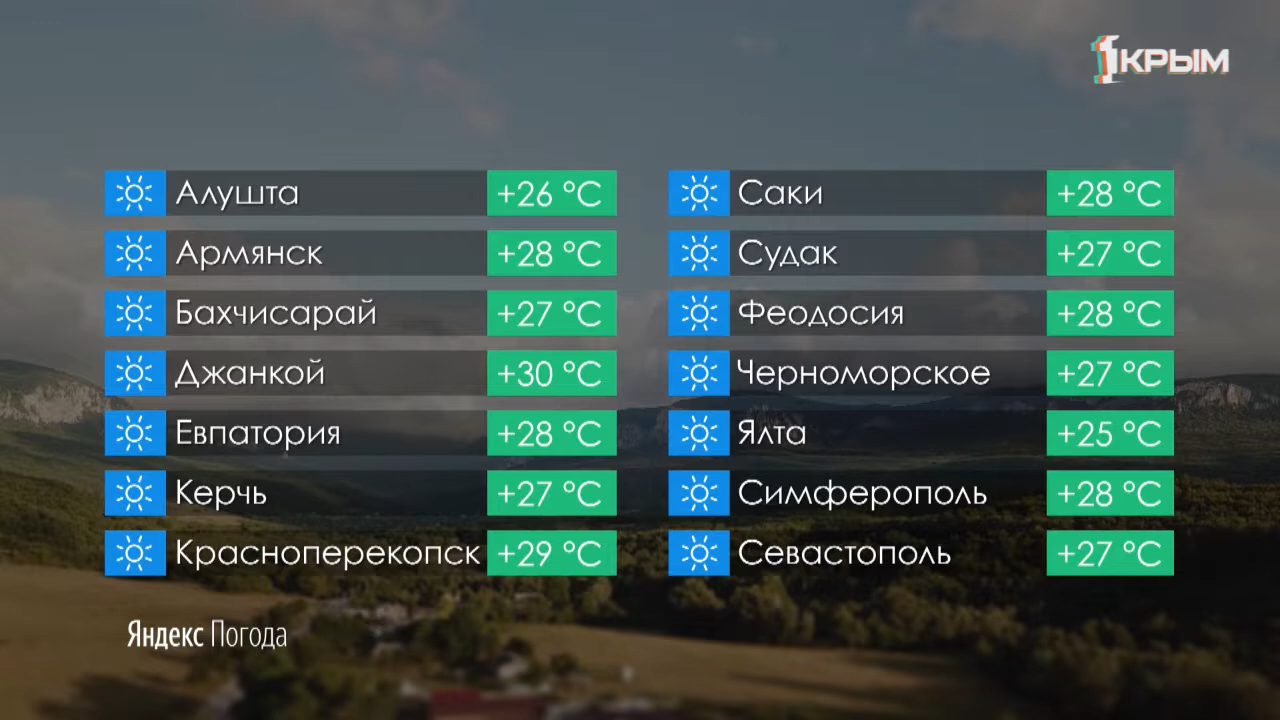 1КРЫМ
Алушта +26 °C
Армянск +28 °C
Бахчисарай +27 °C
Джанкой +30 °C
Евпатория +28 °C
Керчь +27 °C
Красноперекопск +29 °C
Саки +28 °C
Судак +27 °C
Феодосия +28 °C
Черноморское +27 °C
Ялта +25 °C
Симферополь +28 °C
Севастополь +27 °C
Яндекс Погода